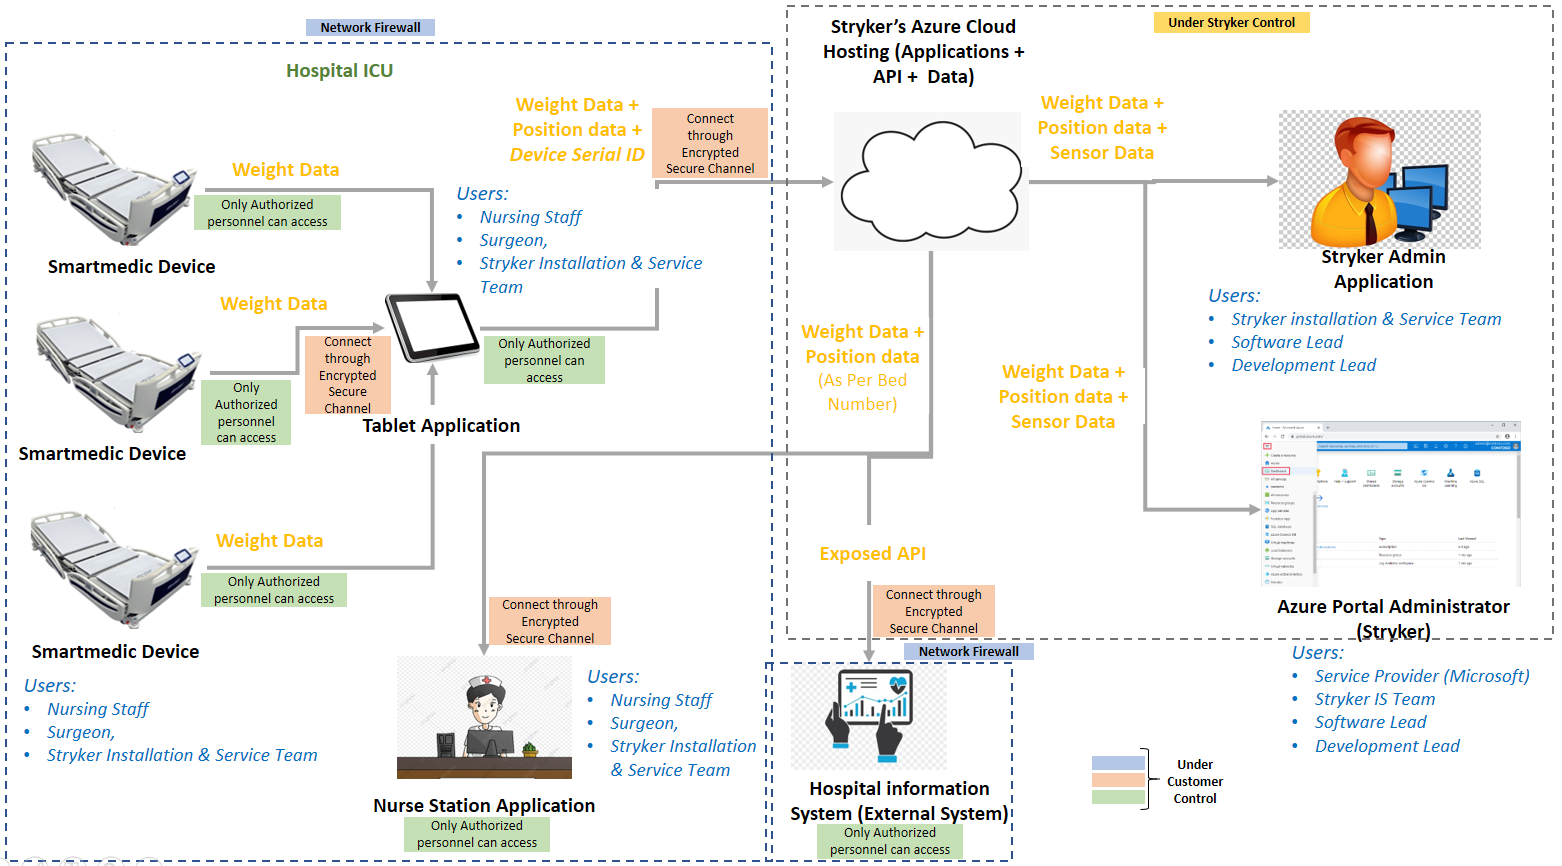 Network Firewall
Hospital ICU
Stryker's Azure Cloud
Hosting (Applications +
API + Data)
Under Stryker Control
Weight Data +
Position data +
Device Serial ID
Connect
through
Encrypted
Secure Channel
Weight Data +
Position data +
Sensor Data
Weight Data
Only Authorized
personnel can access
Smartmedic Device
Users:
• Nursing Staff
• Surgeon,
• Stryker Installation & Service
Team
Stryker Admin
Application
Users:
• Stryker installation & Service Team
• Software Lead
• Development Lead
Weight Data
Connect
through
Encrypted
Secure
Channel
Only
Authorized
personnel
can access
Smartmedic Device
Tablet Application
Only Authorized
personnel can
access
Weight Data +
Position data
(As Per Bed
Number)
Weight Data +
Position data +
Sensor Data
Weight Data
Only Authorized
personnel can access
Smartmedic Device
Users:
• Nursing Staff
• Surgeon,
• Stryker Installation & Service Team
Connect through
Encrypted
Secure Channel
Users:
• Nursing Staff
• Surgeon,
• Stryker Installation
& Service Team
Nurse Station Application
Only Authorized
personnel can access
Exposed API
Connect through
Encrypted
Secure Channel
Network Firewall
Hospital information
System (External System)
Only Authorized
personnel can access
Azure Portal Administrator
(Stryker)
Users:
• Service Provider (Microsoft)
• Stryker IS Team
• Software Lead
• Development Lead
Under
Customer
Control